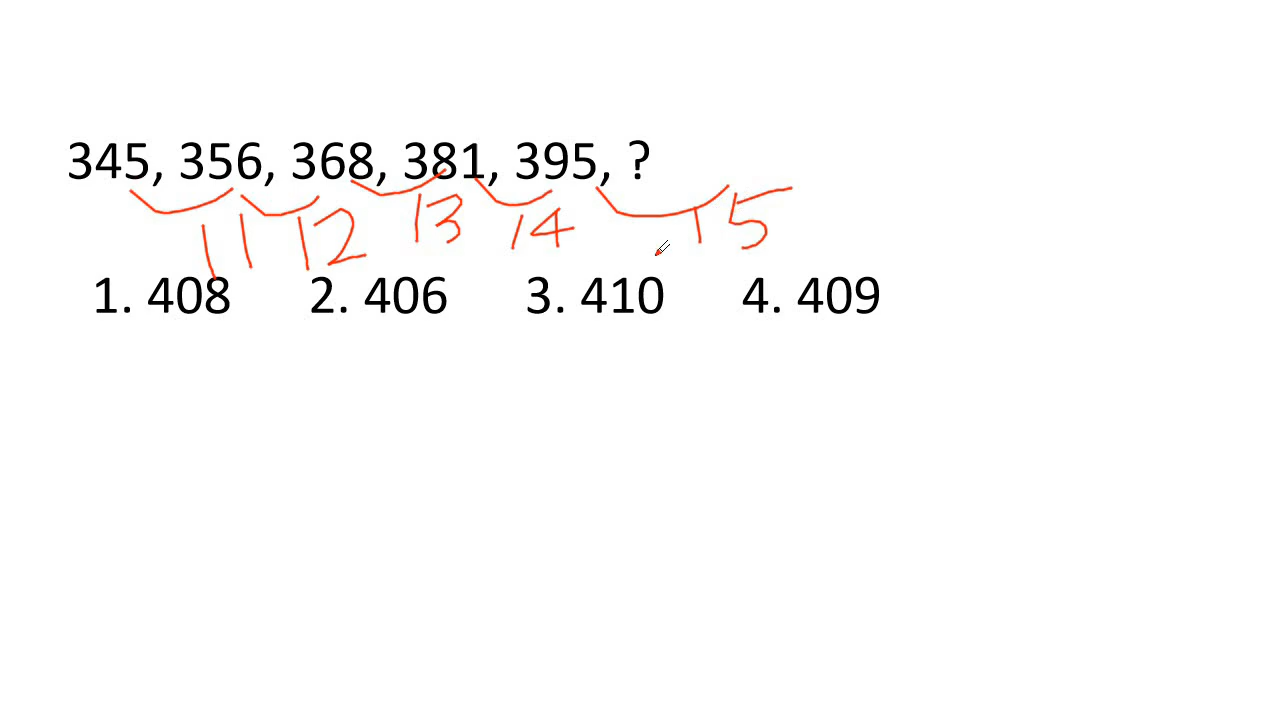 345, 356, 368, 381, 395, ?
11 12 13 14 15
1. 408 2. 406 3. 410 4. 409